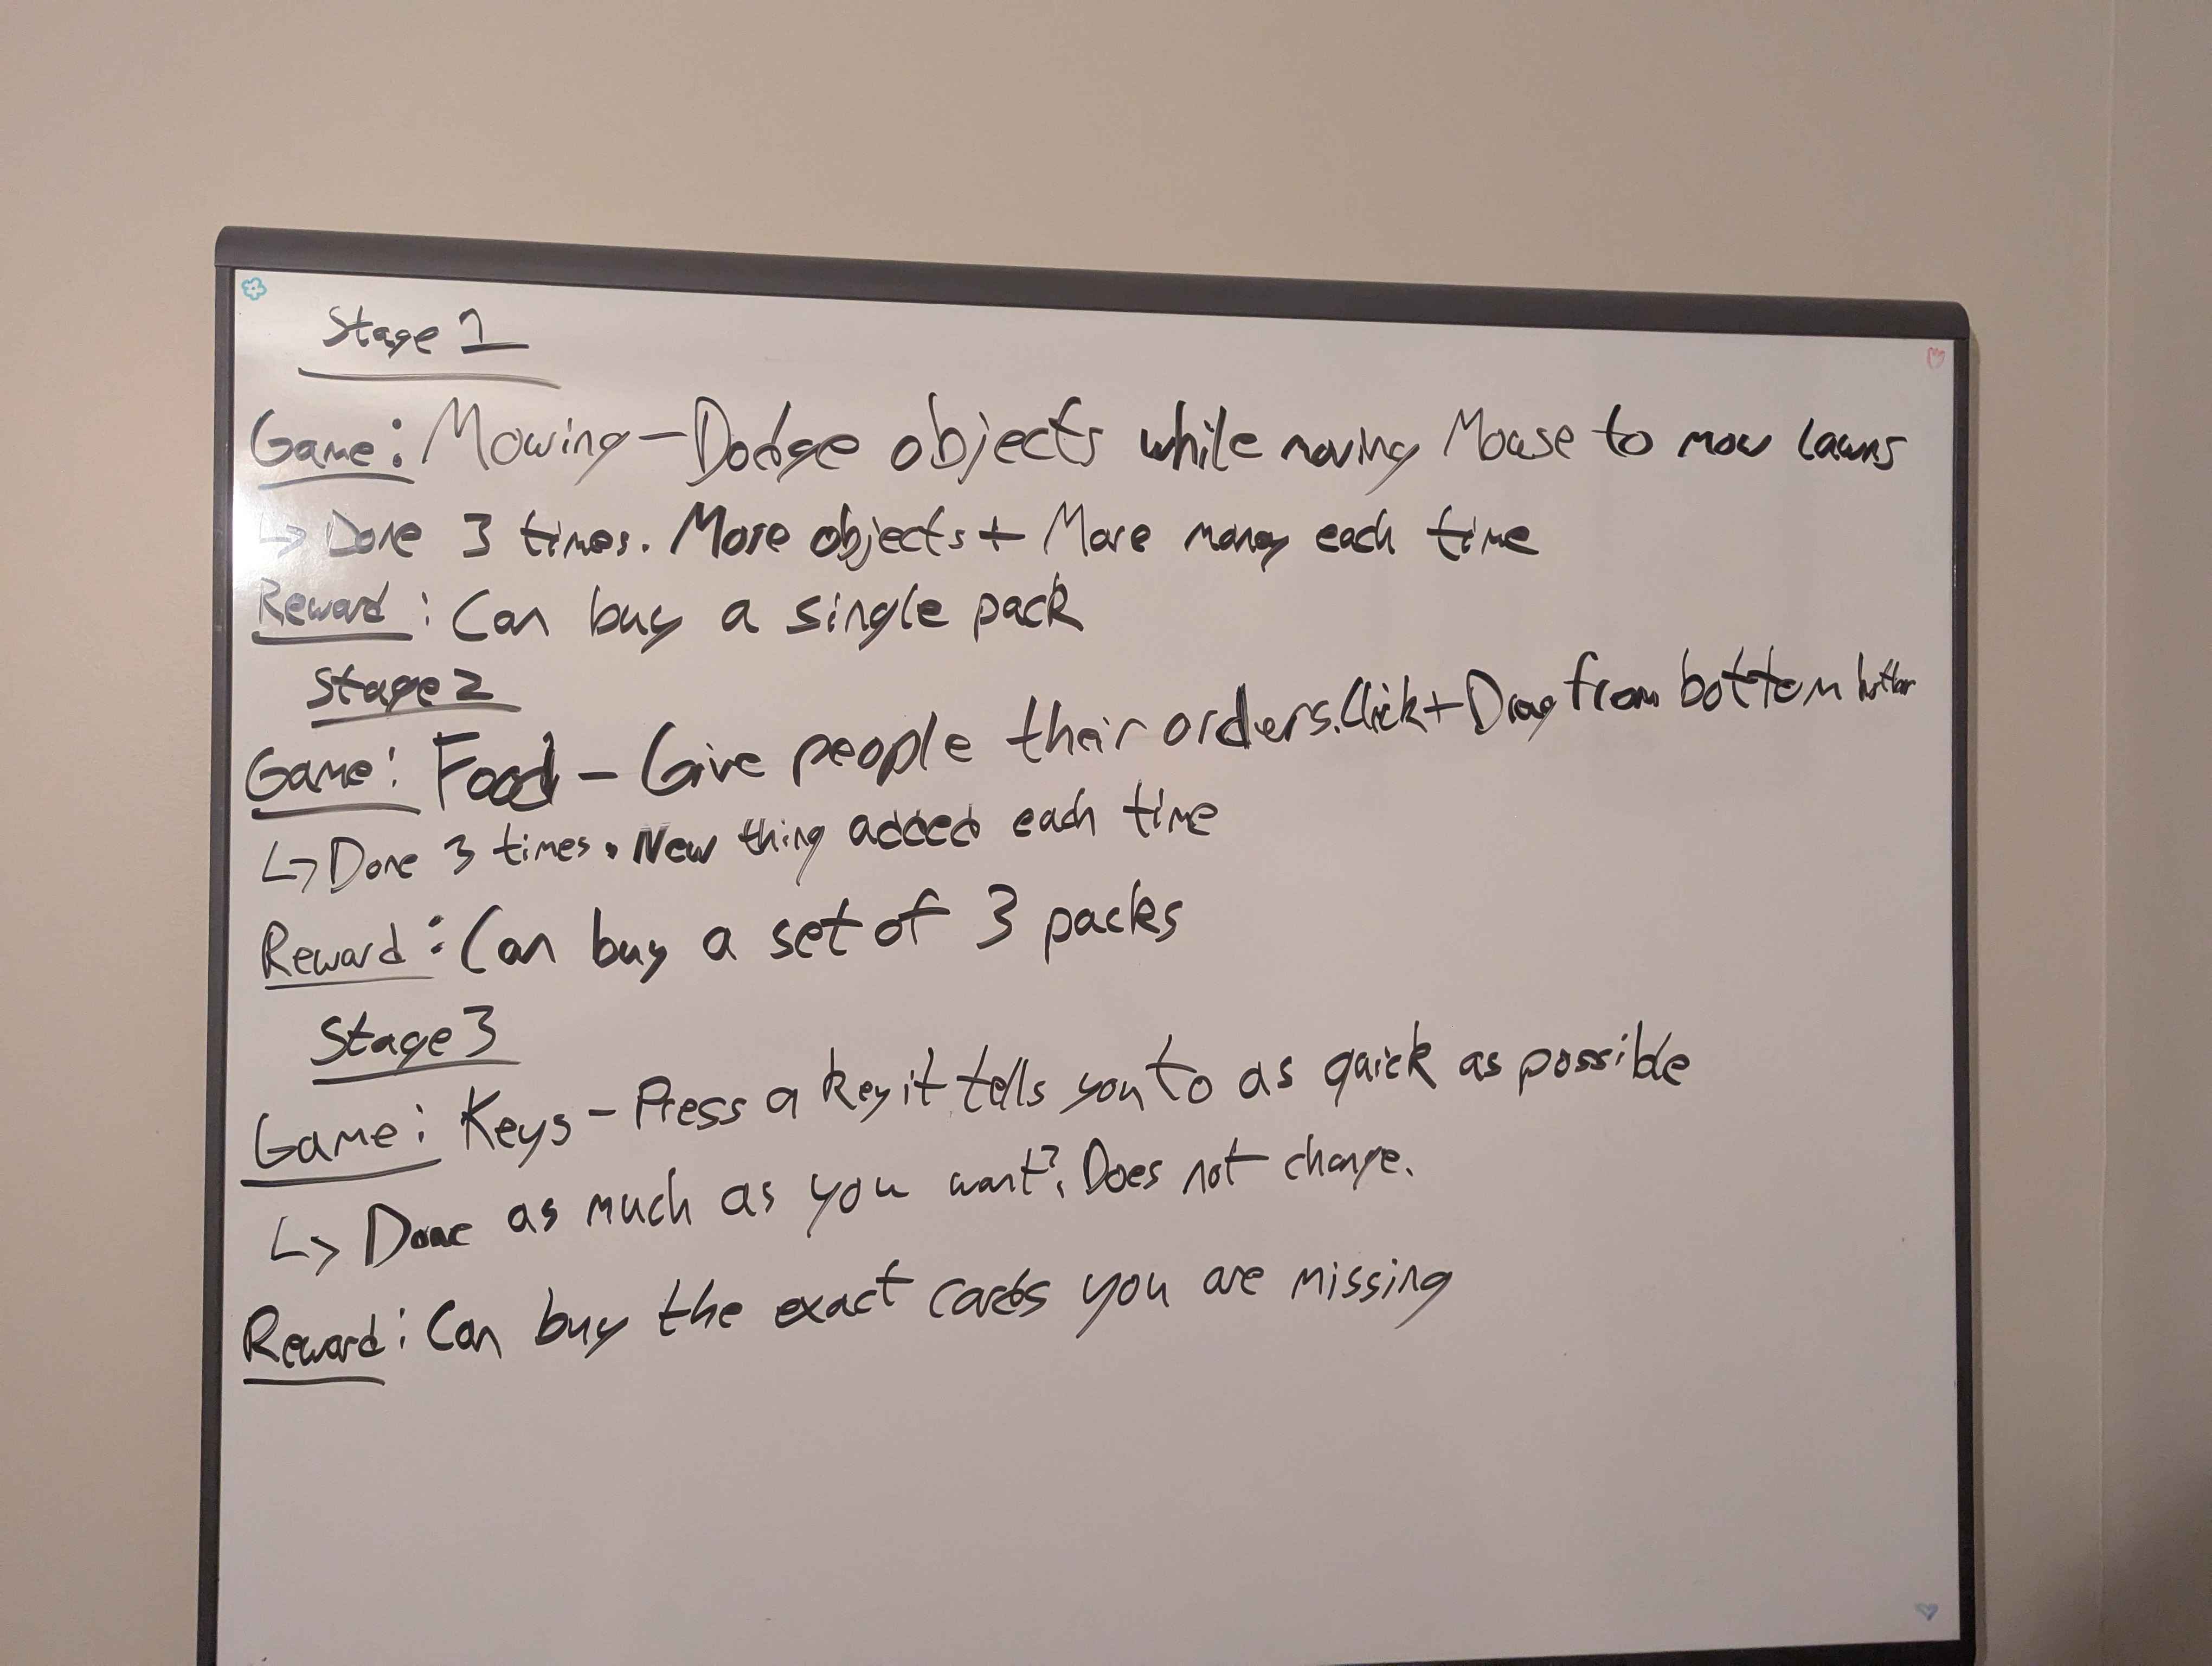 Stage 1
Game: Mowing - Dodge objects while moving Mouse to mow lawns
↳ Done 3 times. More objects + More money each time
Reward: Can buy a single pack
Stage 2
Game: Food - Give people their orders. Click + Drag from bottom
↳ Done 3 times. New thing added each time
Reward: Can buy a set of 3 packs
Stage 3
Game: Keys - Press a key it tells you to as quick as possible
↳ Done as much as you want?. Does not change.
Reward: Can buy the exact cards you are missing